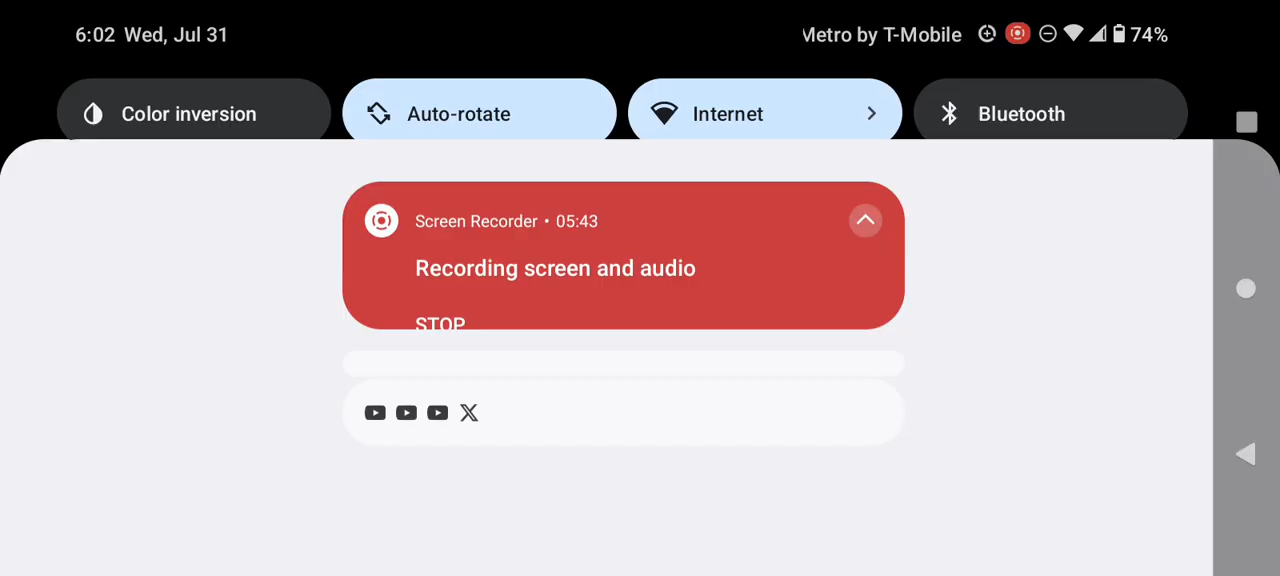 6:02 Wed, Jul 31
Metro by T-Mobile 74%
Color inversion
Auto-rotate
Internet
Bluetooth
Screen Recorder • 05:43
Recording screen and audio
STOP